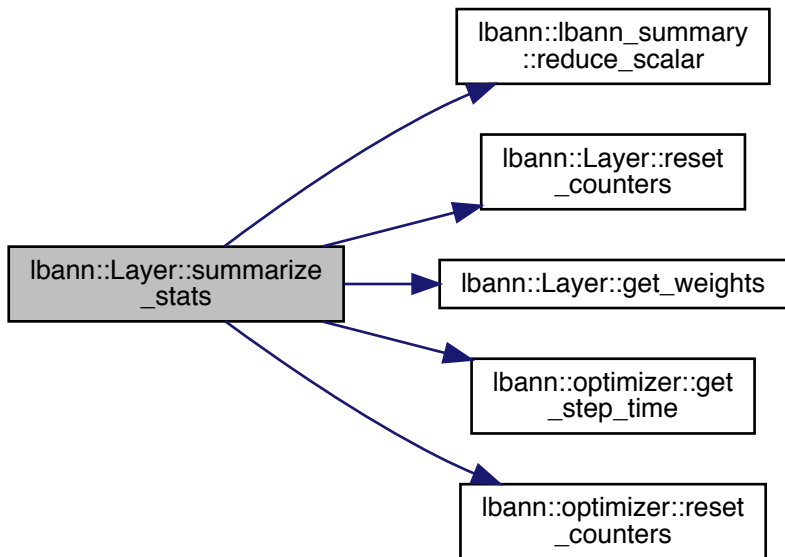 lbann::lbann_summary
::reduce_scalar
lbann::Layer::reset
_counters
lbann::Layer::summarize
_stats
lbann::Layer::get_weights
lbann::optimizer::get
_step_time
lbann::optimizer::reset
_counters